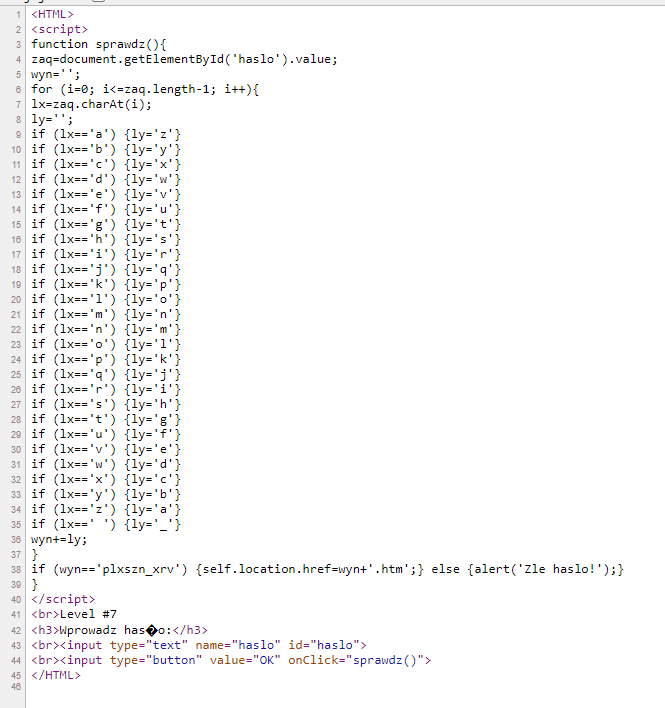 1 <HTML>
2 <script>
3 function sprawdz(){
4 zaq=document.getElementById('haslo').value;
5 wyn='';
6 for (i=0; i<=zaq.length-1; i++){
7 lx=zaq.charAt(i);
8 ly='';
9 if (lx=='a') {ly='z'}
10 if (lx=='b') {ly='y'}
11 if (lx=='c') {ly='x'}
12 if (lx=='d') {ly='w'}
13 if (lx=='e') {ly='v'}
14 if (lx=='f') {ly='u'}
15 if (lx=='g') {ly='t'}
16 if (lx=='h') {ly='s'}
17 if (lx=='i') {ly='r'}
18 if (lx=='j') {ly='q'}
19 if (lx=='k') {ly='p'}
20 if (lx=='l') {ly='o'}
21 if (lx=='m') {ly='n'}
22 if (lx=='n') {ly='m'}
23 if (lx=='o') {ly='l'}
24 if (lx=='p') {ly='k'}
25 if (lx=='q') {ly='j'}
26 if (lx=='r') {ly='i'}
27 if (lx=='s') {ly='h'}
28 if (lx=='t') {ly='g'}
29 if (lx=='u') {ly='f'}
30 if (lx=='v') {ly='e'}
31 if (lx=='w') {ly='d'}
32 if (lx=='x') {ly='c'}
33 if (lx=='y') {ly='b'}
34 if (lx=='z') {ly='a'}
35 if (lx==' ') {ly='_'}
36 wyn+=ly;
37 }
38 if (wyn=='plxszn_xrv') {self.location.href=wyn+'.htm';} else {alert('Zle haslo!');}
39 }
40 </script>
41 <br>Level #7
42 <h3>Wprowadz has�o:</h3>
43 <br><input type="text" name="haslo" id="haslo">
44 <br><input type="button" value="OK" onClick="sprawdz()">
45 </HTML>
46